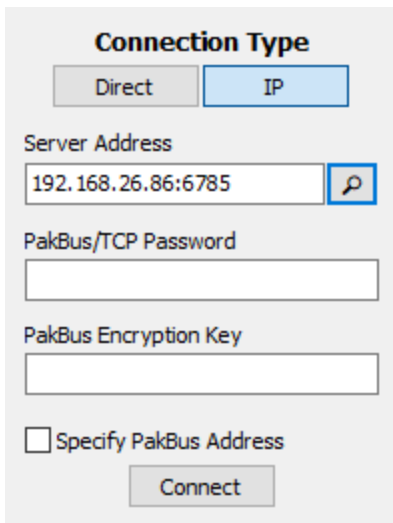 Connection Type
Direct IP
Server Address
192.168.26.86:6785
PakBus/TCP Password
PakBus Encryption Key
Specify PakBus Address
Connect